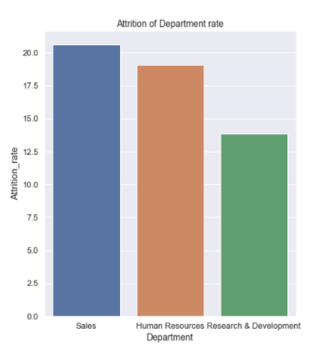 Attrition of Department rate
20.0
17.5
15.0
12.5
10.0
7.5
5.0
2.5
0.0
Attrition_rate
Sales Human Resources Research & Development
Department